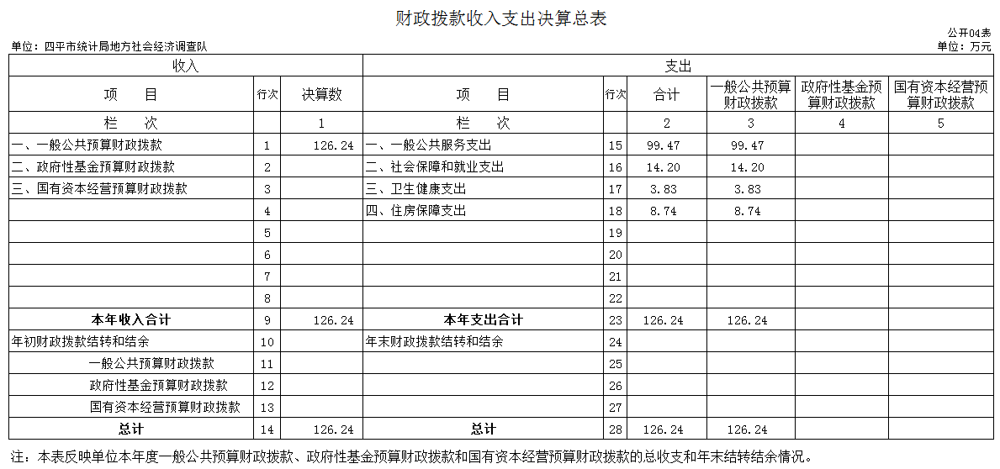 财政拨款收入支出决算总表
公开04表
单位：四平市统计局地方社会经济调查队 单位：万元
收入 支出
项 目 行次 决算数 项 目 行次 合计 一般公共预算财政拨款 政府性基金预算财政拨款 国有资本经营预算财政拨款
栏 次 1 栏 次 2 3 4 5
一、一般公共预算财政拨款 1 126.24 一、一般公共服务支出 15 99.47 99.47
二、政府性基金预算财政拨款 2 二、社会保障和就业支出 16 14.20 14.20
三、国有资本经营预算财政拨款 3 三、卫生健康支出 17 3.83 3.83
4 四、住房保障支出 18 8.74 8.74
5 19
6 20
7 21
8 22
本年收入合计 9 126.24 本年支出合计 23 126.24 126.24
年初财政拨款结转和结余 10 年末财政拨款结转和结余 24
一般公共预算财政拨款 11 25
政府性基金预算财政拨款 12 26
国有资本经营预算财政拨款 13 27
总计 14 126.24 总计 28 126.24 126.24
注：本表反映单位本年度一般公共预算财政拨款、政府性基金预算财政拨款和国有资本经营预算财政拨款的总收支和年末结转结余情况。